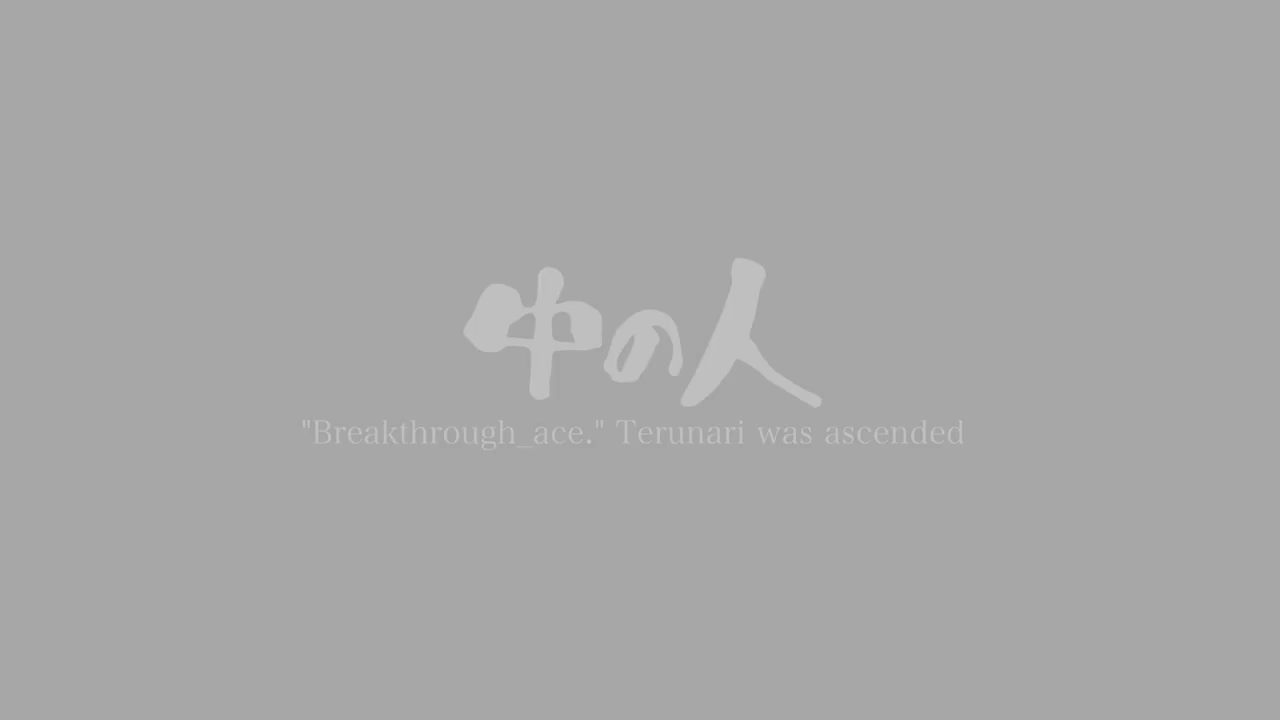 中の人
"Breakthrough_ace." Terunari was ascended